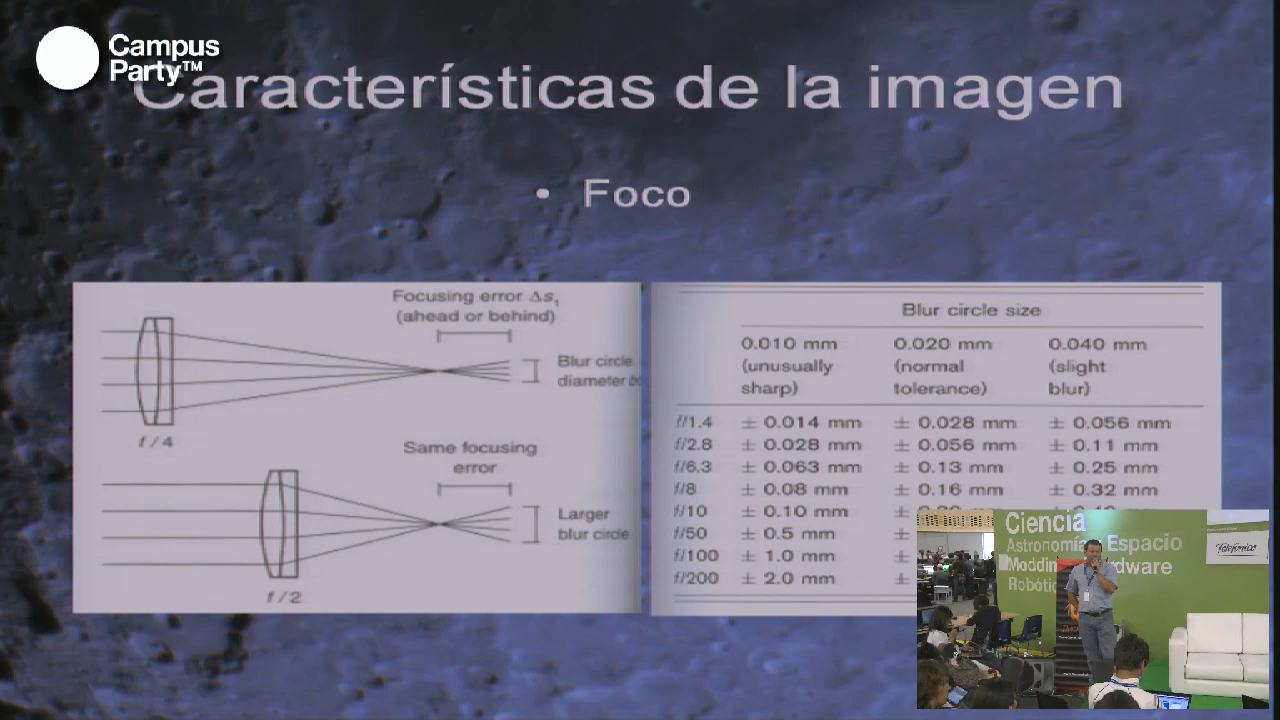 Campus
Party™
Características de la imagen
• Foco
Focusing error Δs₁
(ahead or behind)
Blur circle
diameter
f/4
Same focusing
error
Larger
blur circle
f/2
Blur circle size
0.010 mm 0.020 mm 0.040 mm
(unusually (normal (slight
sharp) tolerance) blur)
f/1.4 ± 0.014 mm ± 0.028 mm ± 0.056 mm
f/2.8 ± 0.028 mm ± 0.056 mm ± 0.11 mm
f/6.3 ± 0.063 mm ± 0.13 mm ± 0.25 mm
f/8 ± 0.08 mm ± 0.16 mm ± 0.32 mm
f/10 ± 0.10 mm ±
f/50 ± 0.5 mm ±
f/100 ± 1.0 mm ±
f/200 ± 2.0 mm ±
Ciencia
Astronomía Espacio
Moddin rdware
Robótic
Telefónica